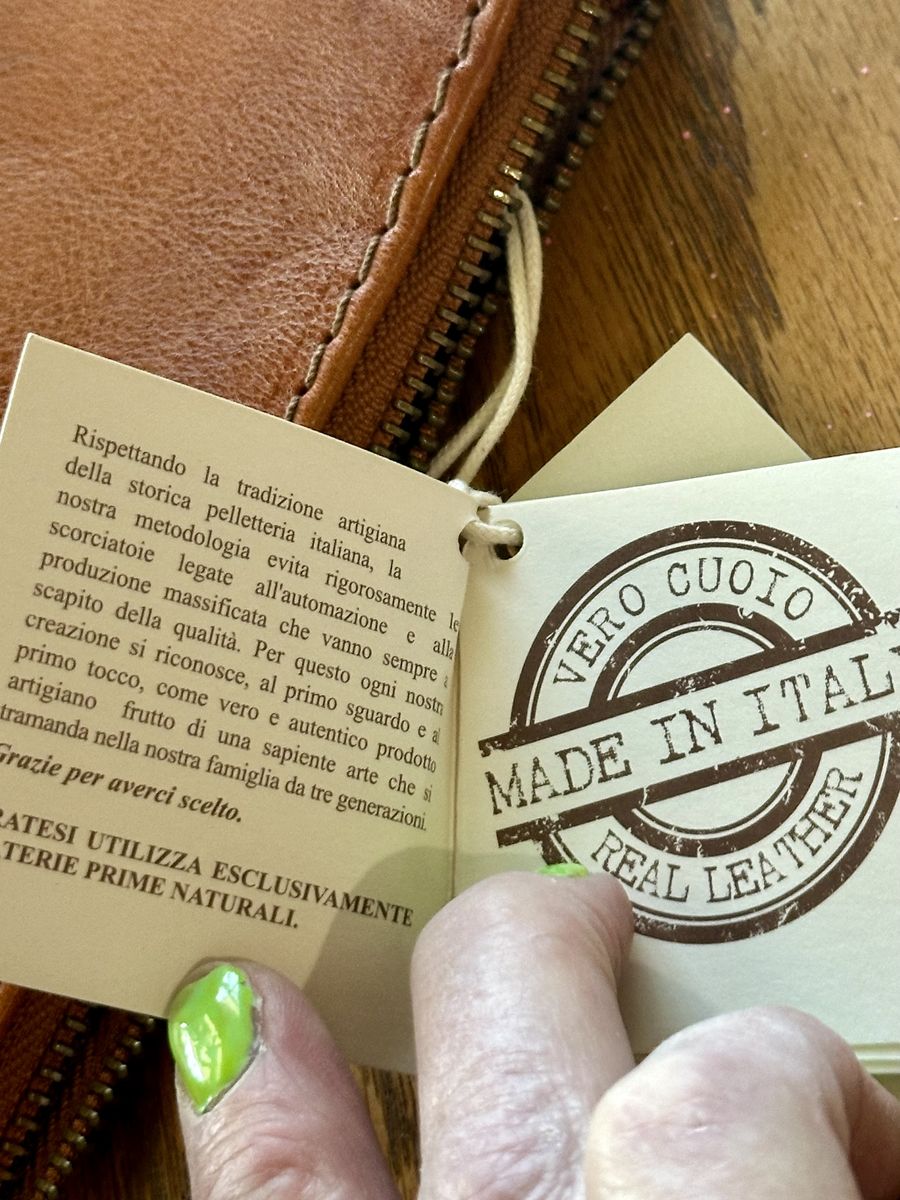 Rispettando la tradizione artigiana
della storica pelletteria italiana, la
nostra metodologia evita rigorosamente le
scorciatoie legate all'automazione e alla
produzione massificata che vanno sempre a
scapito della qualità. Per questo ogni nostra
creazione si riconosce, al primo sguardo e al
primo tocco, come vero e autentico prodotto
artigiano frutto di una sapiente arte che si
tramanda nella nostra famiglia da tre generazioni.
Grazie per averci scelto.
RATESI UTILIZZA ESCLUSIVAMENTE
TERIE PRIME NATURALI.
VERO CUOIO
MADE IN ITALY
REAL LEATHER